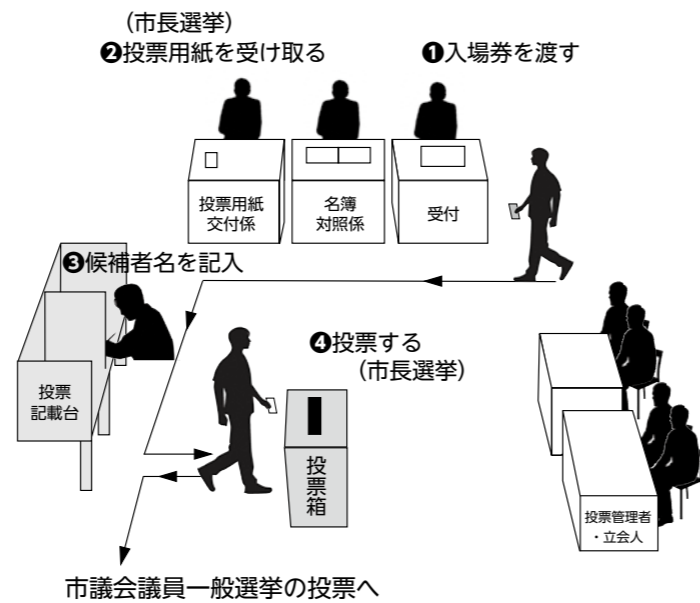 (市長選挙)
❷投票用紙を受け取る
❶入場券を渡す
投票用紙
交付係
名簿
対照係
受付
❸候補者名を記入
投票
記載台
❹投票する
(市長選挙)
投票箱
投票管理者
・立会人
市議会議員一般選挙の投票へ